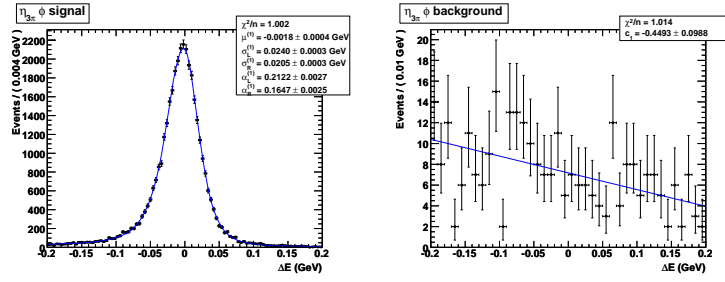 η3π ϕ signal
χ²/n = 1.002
μ(1) = -0.0018 ± 0.0004 GeV
σL(1) = 0.0240 ± 0.0003 GeV
σR(1) = 0.0205 ± 0.0003 GeV
αL(1) = 0.2122 ± 0.0027
αR(1) = 0.1647 ± 0.0025
Events / ( 0.004 GeV )
2200
2000
1800
1600
1400
1200
1000
800
600
400
200
0
-0.2 -0.15 -0.1 -0.05 0 0.05 0.1 0.15 0.2
ΔE (GeV)
η3π ϕ background
χ²/n = 1.014
c1 = -0.4493 ± 0.0988
Events / ( 0.01 GeV )
20
18
16
14
12
10
8
6
4
2
0
-0.2 -0.15 -0.1 -0.05 0 0.05 0.1 0.15 0.2
ΔE (GeV)